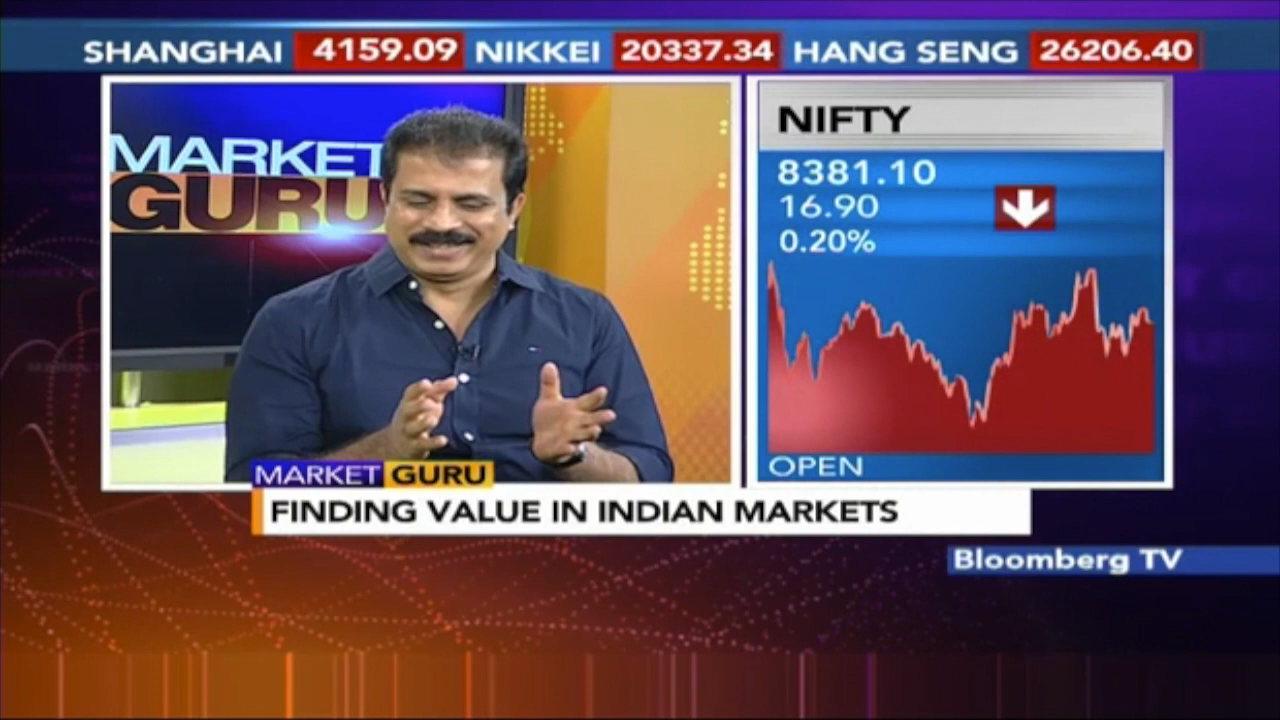 SHANGHAI 4159.09 NIKKEI 20337.34 HANG SENG 26206.40
MARKET
GURU
NIFTY
8381.10
16.90
0.20%
OPEN
MARKET GURU
FINDING VALUE IN INDIAN MARKETS
Bloomberg TV